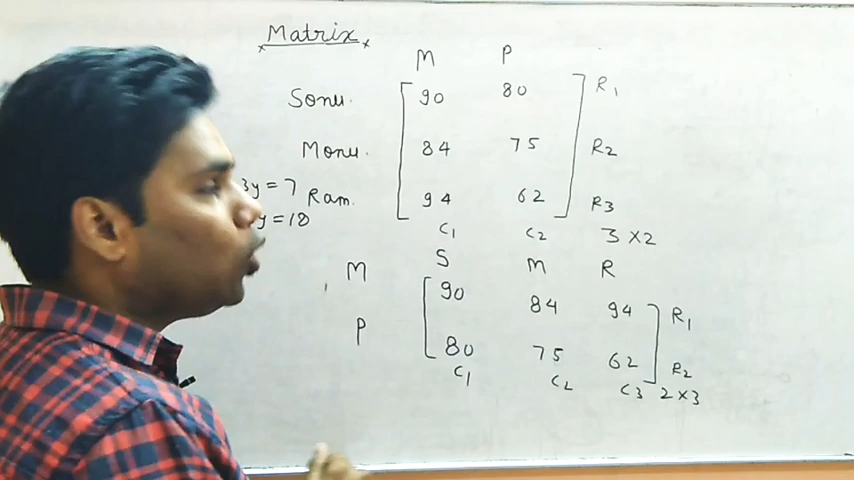 Matrix
M P
Sonu. 90 80 R1
Monu. 84 75 R2
3y = 7 Ram. 94 62 R3
y = 18
C1 C2 3 x 2
S M R
M 90 84 94 R1
P 80 75 62 R2
C1 C2 C3 2 x 3